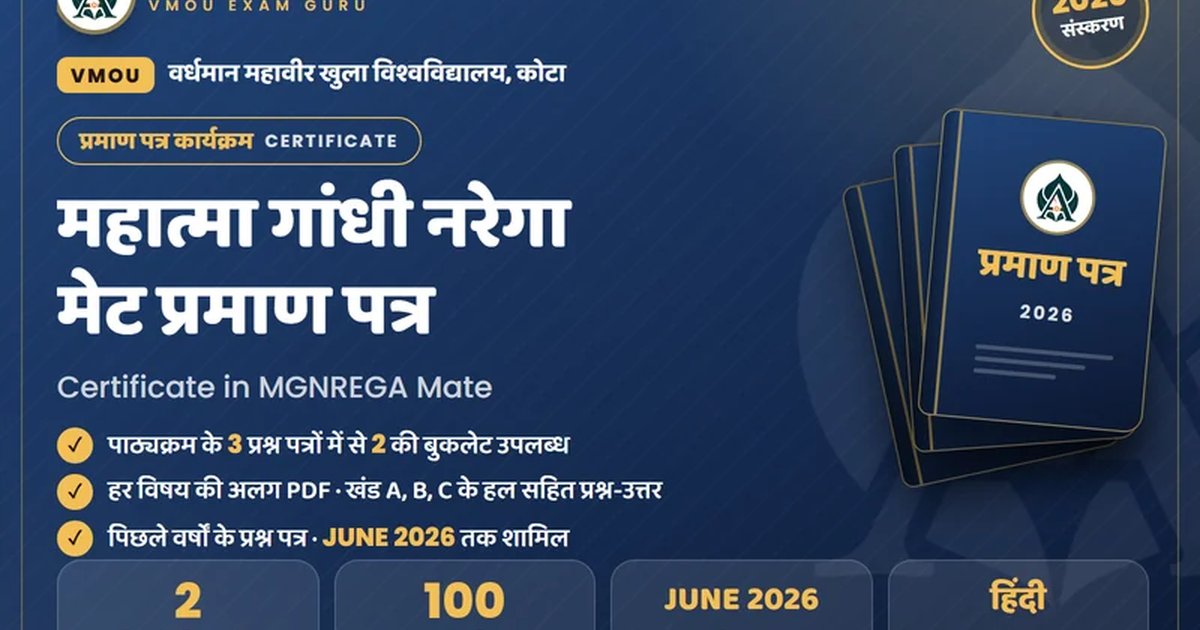 VMOU EXAM GURU
2026
संस्करण
VMOU वर्धमान महावीर खुला विश्वविद्यालय, कोटा
प्रमाण पत्र कार्यक्रम CERTIFICATE
महात्मा गांधी नरेगा
मेट प्रमाण पत्र
Certificate in MGNREGA Mate
पाठ्यक्रम के 3 प्रश्न पत्रों में से 2 की बुकलेट उपलब्ध
हर विषय की अलग PDF · खंड A, B, C के हल सहित प्रश्न-उत्तर
पिछले वर्षों के प्रश्न पत्र · JUNE 2026 तक शामिल
प्रमाण पत्र
2026
2
100
JUNE 2026
हिंदी